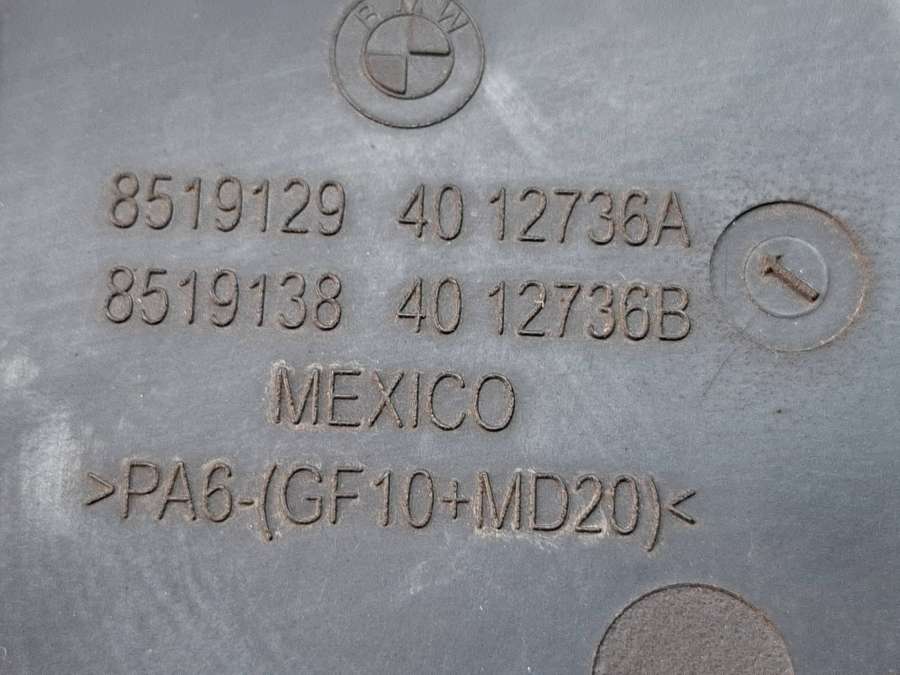 BMW
8519129 40 12736A
8519138 40 12736B
MEXICO
>PA6-(GF10+MD20)<